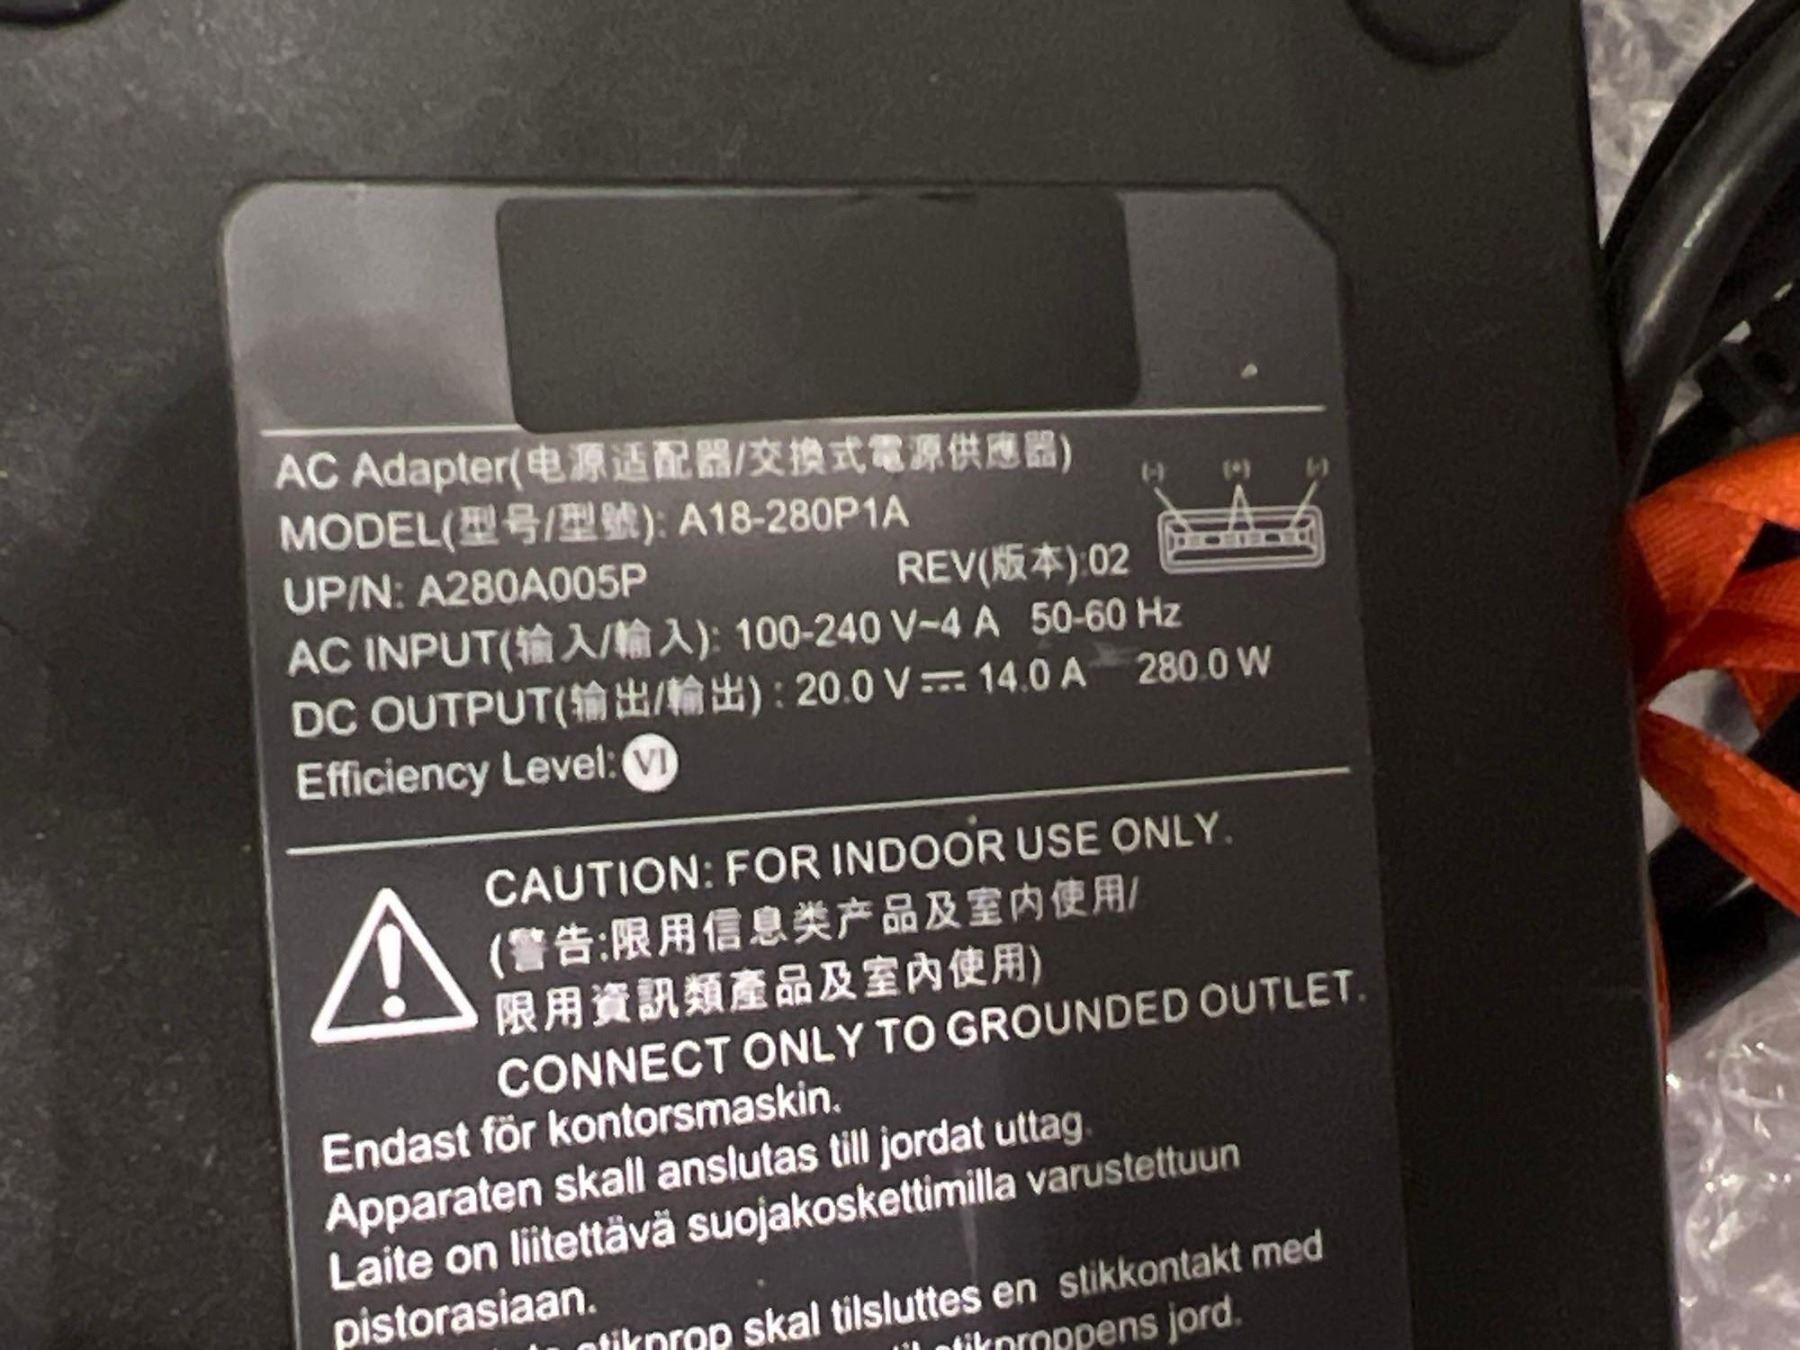 AC Adapter(电源适配器/交換式電源供應器)
(-) (+) (-)
MODEL(型号/型號): A18-280P1A
UP/N: A280A005P REV(版本):02
AC INPUT(输入/輸入): 100-240 V~4 A 50-60 Hz
DC OUTPUT(输出/輸出) : 20.0 V ⎓ 14.0 A 280.0 W
Efficiency Level: VI
CAUTION: FOR INDOOR USE ONLY.
(警告:限用信息类产品及室内使用/
限用資訊類產品及室內使用)
CONNECT ONLY TO GROUNDED OUTLET.
Endast för kontorsmaskin.
Apparaten skall anslutas till jordat uttag.
Laite on liitettävä suojakoskettimilla varustettuun
pistorasiaan.
stikprop skal tilsluttes en stikkontakt med
stikproppens jord.